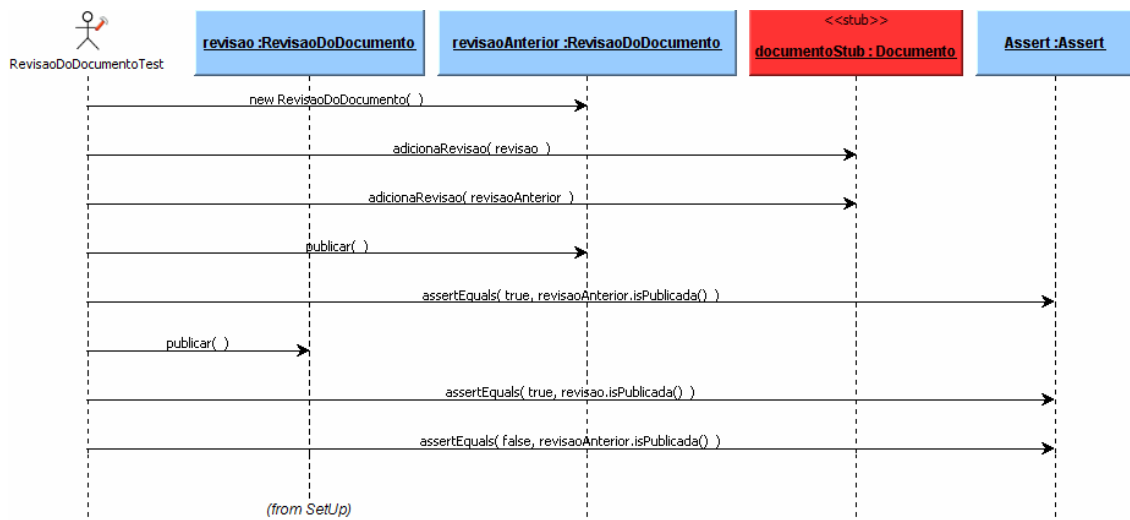 <<stub>>
RevisaoDoDocumentoTest
revisao :RevisaoDoDocumento
revisaoAnterior :RevisaoDoDocumento
documentoStub : Documento
Assert :Assert
new RevisaoDoDocumento( )
adicionaRevisao( revisao )
adicionaRevisao( revisaoAnterior )
publicar( )
assertEquals( true, revisaoAnterior.isPublicada() )
publicar( )
assertEquals( true, revisao.isPublicada() )
assertEquals( false, revisaoAnterior.isPublicada() )
(from SetUp)